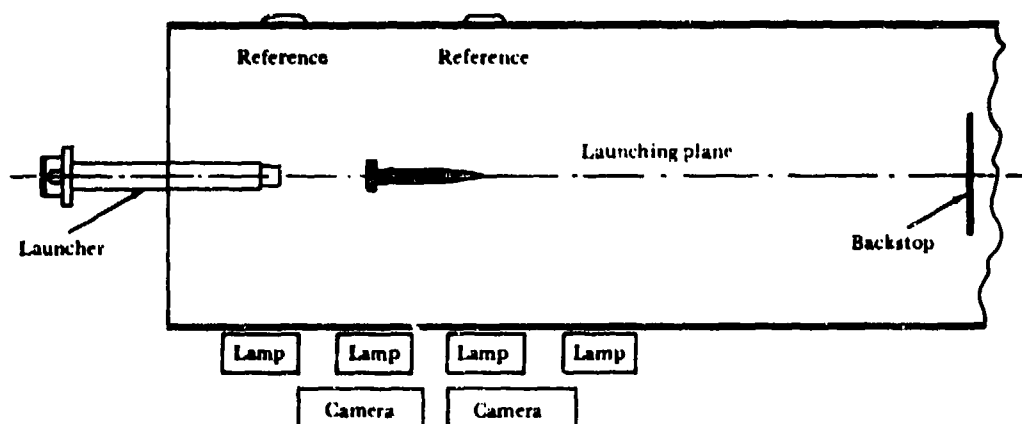 Reference
Reference
Launching plane
Launcher
Backstop
Lamp
Lamp
Lamp
Lamp
Camera
Camera